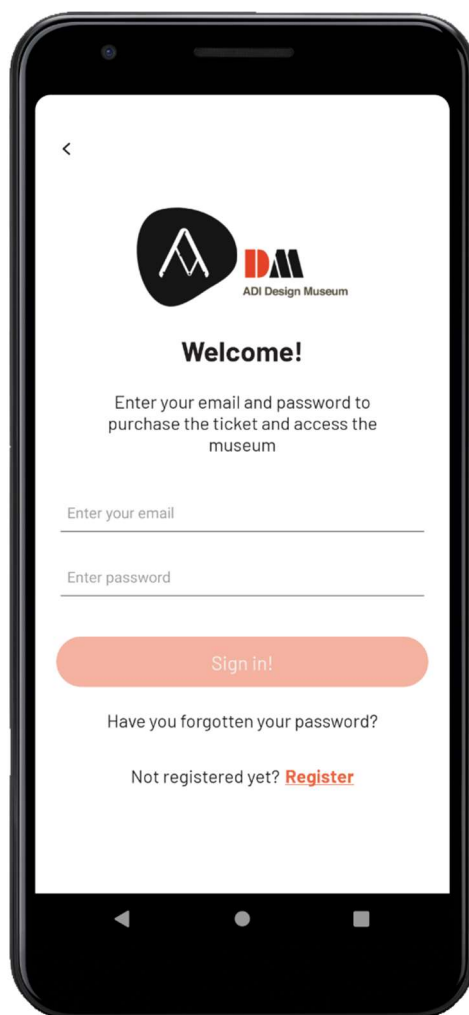 DM
ADI Design Museum
Welcome!
Enter your email and password to
purchase the ticket and access the
museum
Enter your email
Enter password
Sign in!
Have you forgotten your password?
Not registered yet? Register